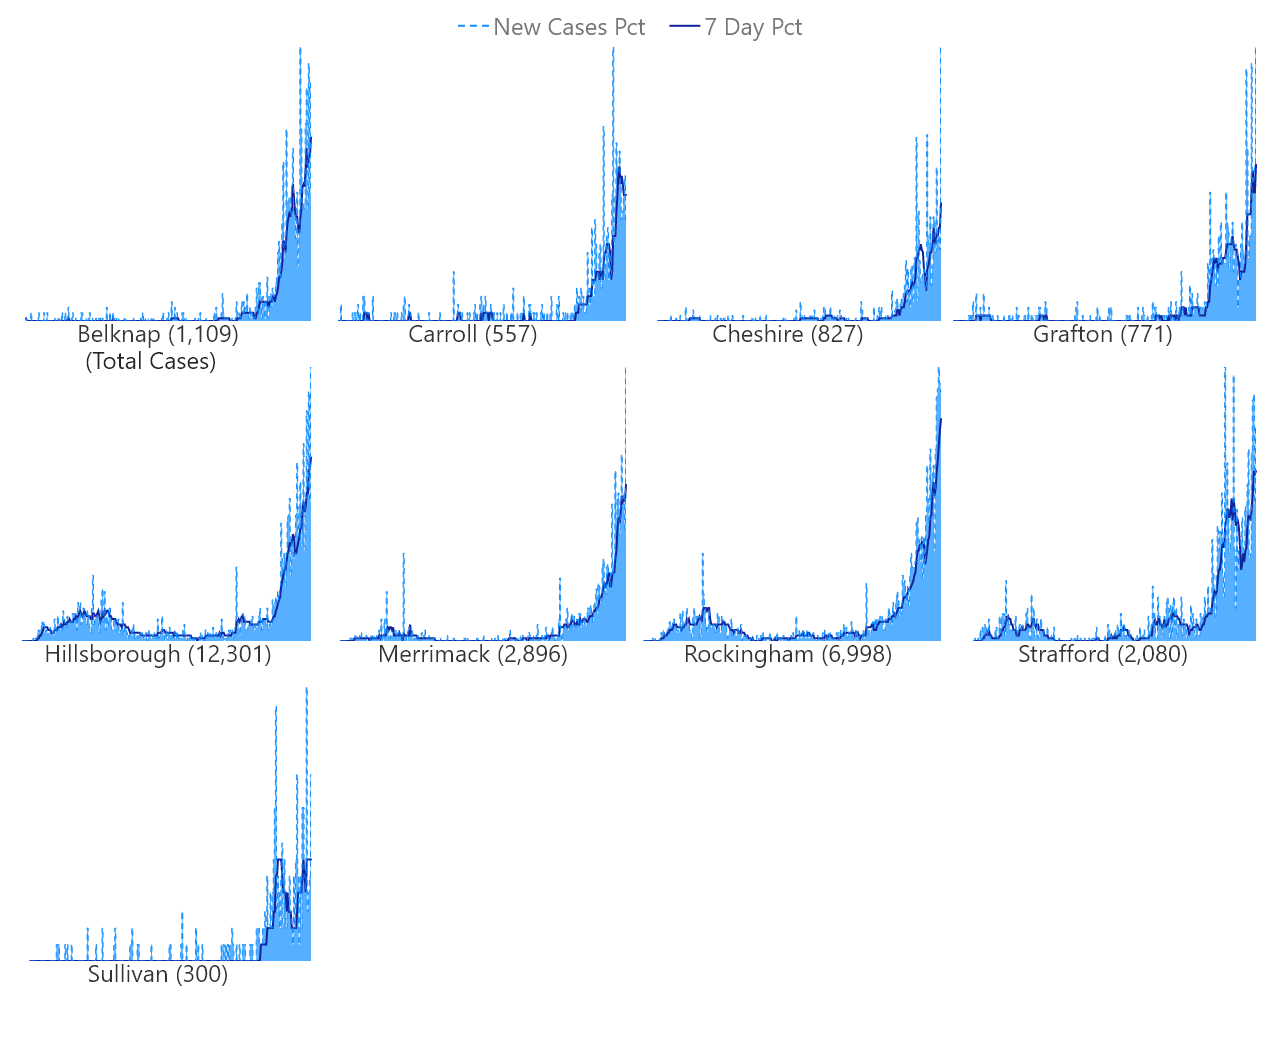 New Cases Pct 7 Day Pct
Belknap (1,109) Carroll (557) Cheshire (827) Grafton (771)
(Total Cases)
Hillsborough (12,301) Merrimack (2,896) Rockingham (6,998) Strafford (2,080)
Sullivan (300)